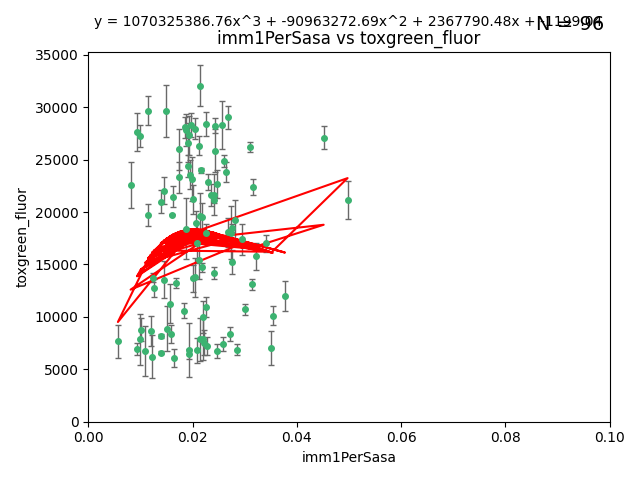 y = 1070325386.76x^3 + -90963272.69x^2 + 2367790.48x +
N = 96
imm1PerSasa vs toxgreen_fluor
35000
30000
25000
20000
15000
10000
5000
0
toxgreen_fluor
0.00 0.02 0.04 0.06 0.08 0.10
imm1PerSasa